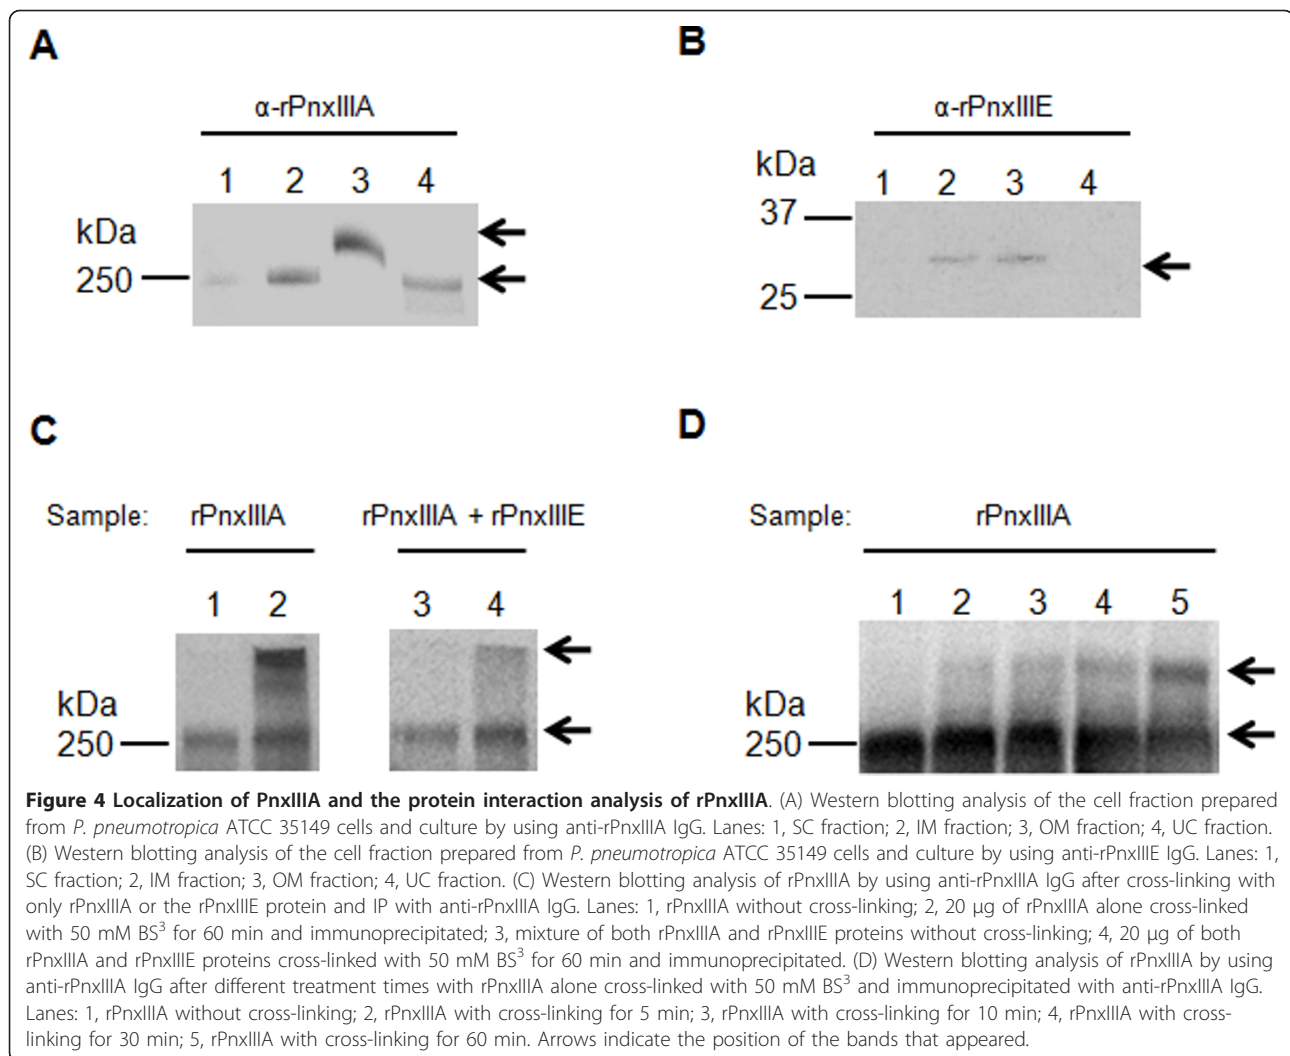 A
α-rPnxIIIA
1 2 3 4
kDa
250
B
α-rPnxIIIE
kDa
1 2 3 4
37
25
C
Sample: rPnxIIIA rPnxIIIA + rPnxIIIE
1 2 3 4
kDa
250
D
Sample: rPnxIIIA
1 2 3 4 5
kDa
250
Figure 4 Localization of PnxIIIA and the protein interaction analysis of rPnxIIIA. (A) Western blotting analysis of the cell fraction prepared
from P. pneumotropica ATCC 35149 cells and culture by using anti-rPnxIIIA IgG. Lanes: 1, SC fraction; 2, IM fraction; 3, OM fraction; 4, UC fraction.
(B) Western blotting analysis of the cell fraction prepared from P. pneumotropica ATCC 35149 cells and culture by using anti-rPnxIIIE IgG. Lanes: 1,
SC fraction; 2, IM fraction; 3, OM fraction; 4, UC fraction. (C) Western blotting analysis of rPnxIIIA by using anti-rPnxIIIA IgG after cross-linking with
only rPnxIIIA or the rPnxIIIE protein and IP with anti-rPnxIIIA IgG. Lanes: 1, rPnxIIIA without cross-linking; 2, 20 μg of rPnxIIIA alone cross-linked
with 50 mM BS³ for 60 min and immunoprecipitated; 3, mixture of both rPnxIIIA and rPnxIIIE proteins without cross-linking; 4, 20 μg of both
rPnxIIIA and rPnxIIIE proteins cross-linked with 50 mM BS³ for 60 min and immunoprecipitated. (D) Western blotting analysis of rPnxIIIA by using
anti-rPnxIIIA IgG after different treatment times with rPnxIIIA alone cross-linked with 50 mM BS³ and immunoprecipitated with anti-rPnxIIIA IgG.
Lanes: 1, rPnxIIIA without cross-linking; 2, rPnxIIIA with cross-linking for 5 min; 3, rPnxIIIA with cross-linking for 10 min; 4, rPnxIIIA with cross-
linking for 30 min; 5, rPnxIIIA with cross-linking for 60 min. Arrows indicate the position of the bands that appeared.